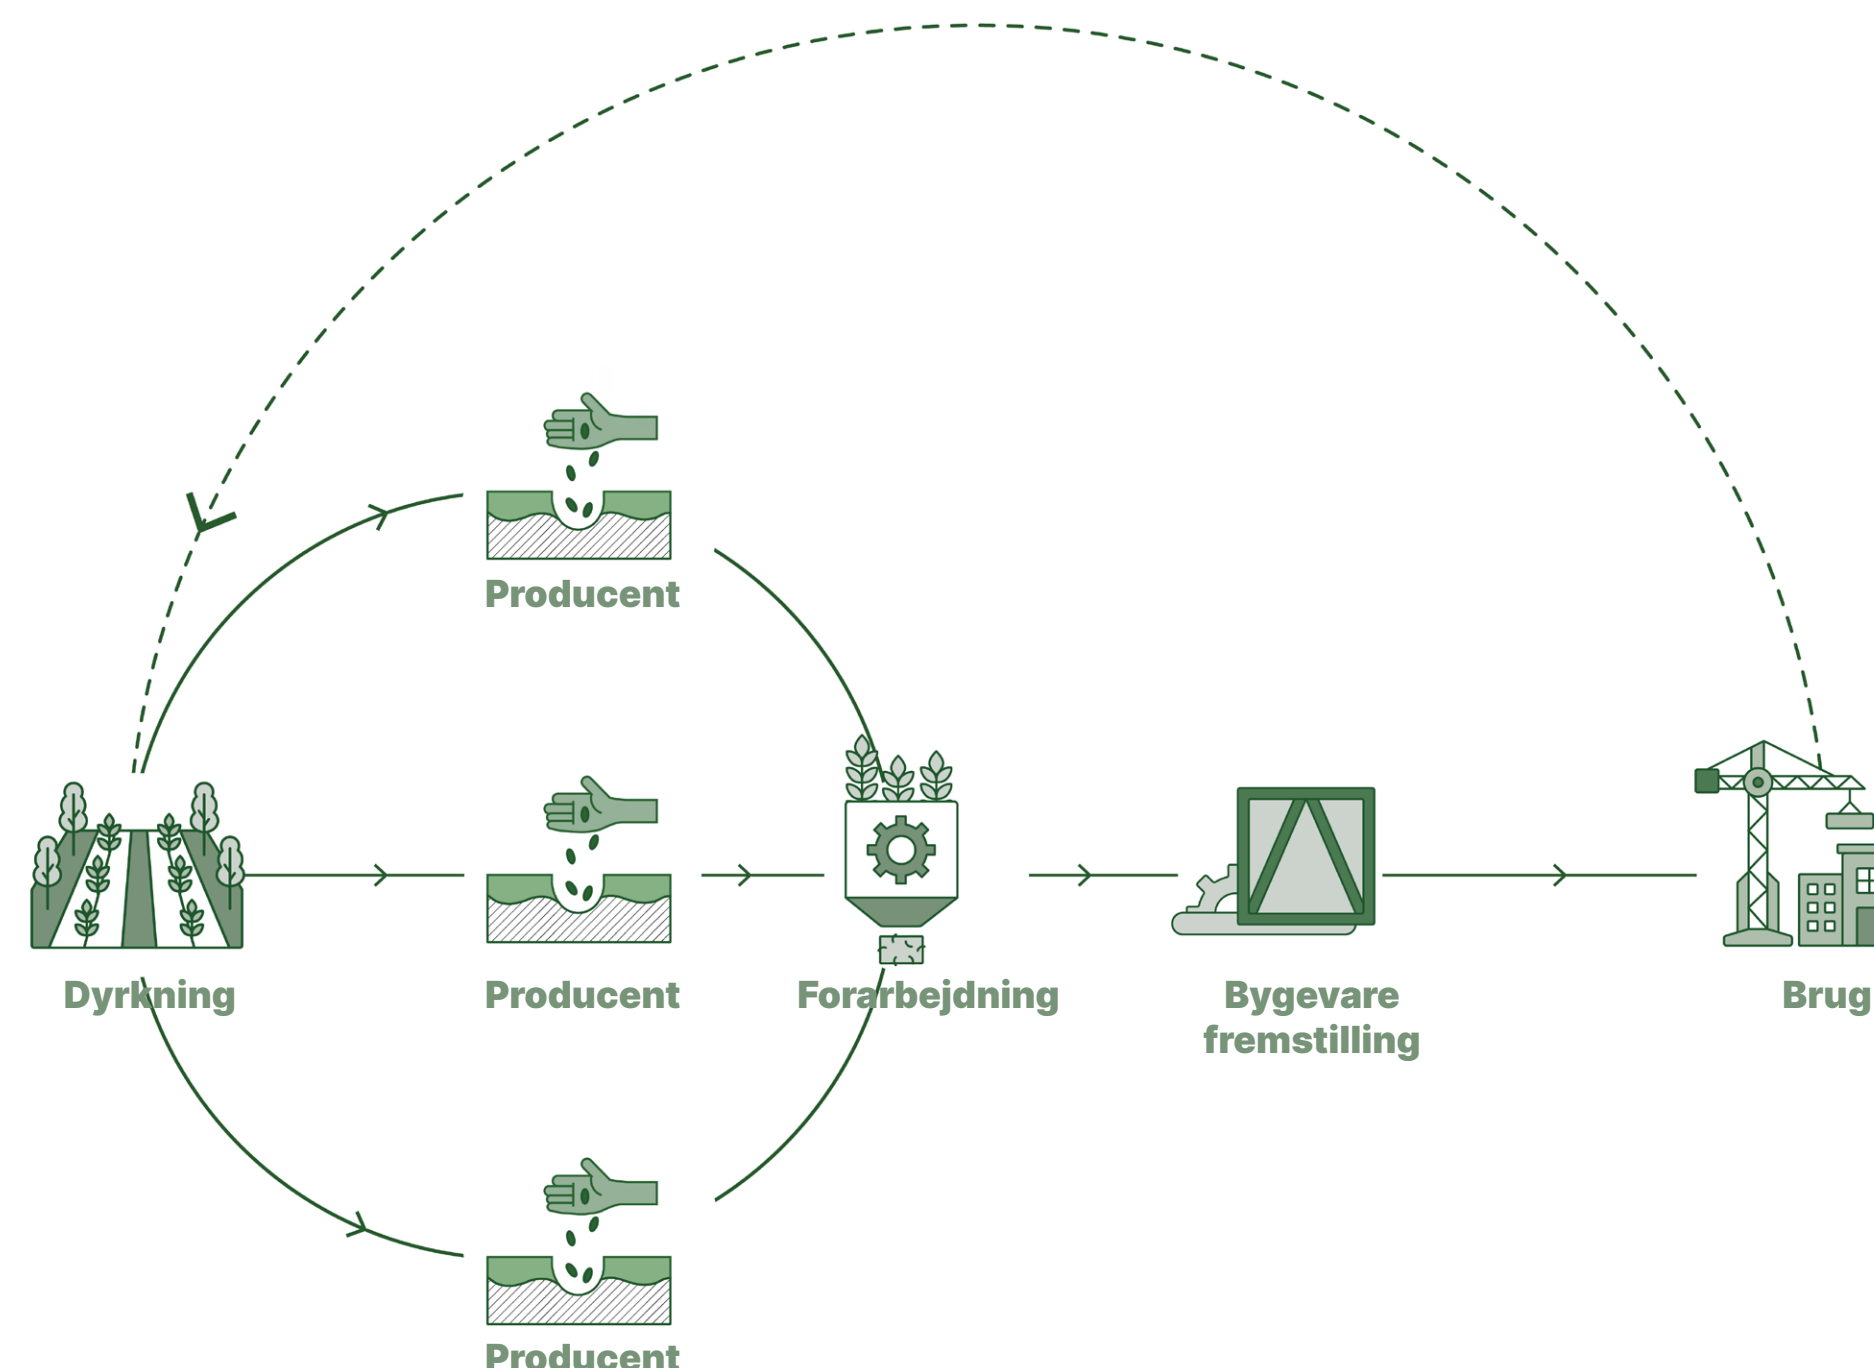 Producent
Dyrkning
Producent
Forarbejdning
Bygevare
fremstilling
Brug
Producent